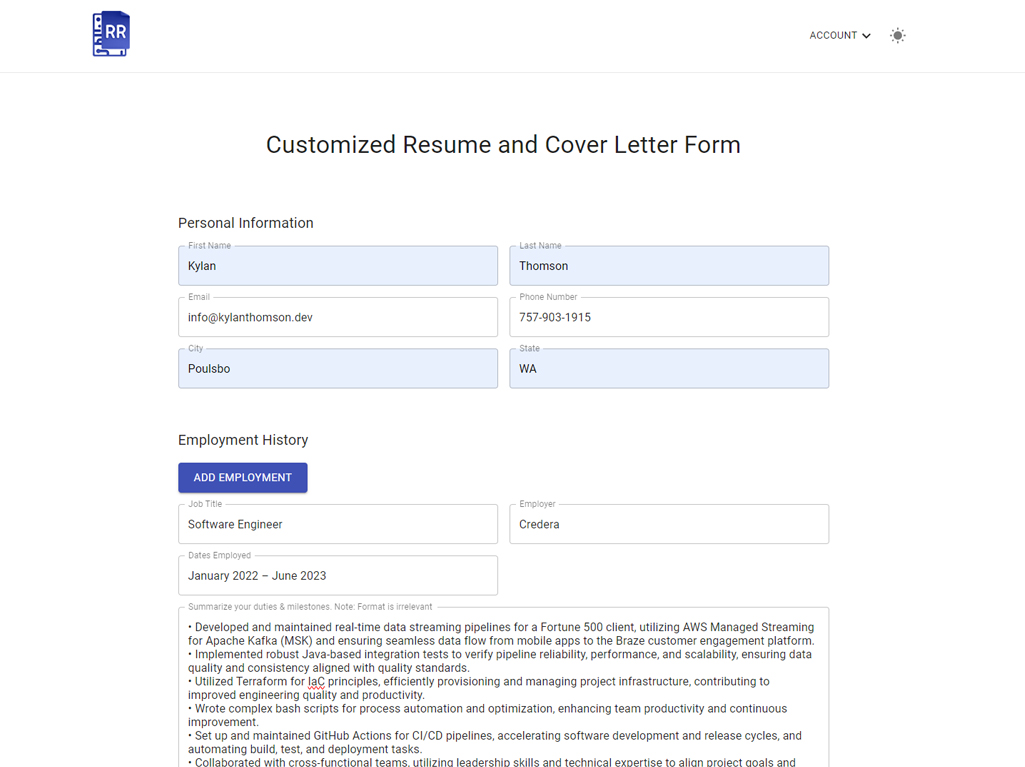 RR
ACCOUNT
Customized Resume and Cover Letter Form
Personal Information
First Name
Kylan
Last Name
Thomson
Email
info@kylanthomson.dev
Phone Number
757-903-1915
City
Poulsbo
State
WA
Employment History
ADD EMPLOYMENT
Job Title
Software Engineer
Employer
Credera
Dates Employed
January 2022 – June 2023
Summarize your duties & milestones. Note: Format is irrelevant
• Developed and maintained real-time data streaming pipelines for a Fortune 500 client, utilizing AWS Managed Streaming
for Apache Kafka (MSK) and ensuring seamless data flow from mobile apps to the Braze customer engagement platform.
• Implemented robust Java-based integration tests to verify pipeline reliability, performance, and scalability, ensuring data
quality and consistency aligned with quality standards.
• Utilized Terraform for IaC principles, efficiently provisioning and managing project infrastructure, contributing to
improved engineering quality and productivity.
• Wrote complex bash scripts for process automation and optimization, enhancing team productivity and continuous
improvement.
• Set up and maintained GitHub Actions for CI/CD pipelines, accelerating software development and release cycles, and
automating build, test, and deployment tasks.
• Collaborated with cross-functional teams, utilizing leadership skills and technical expertise to align project goals and